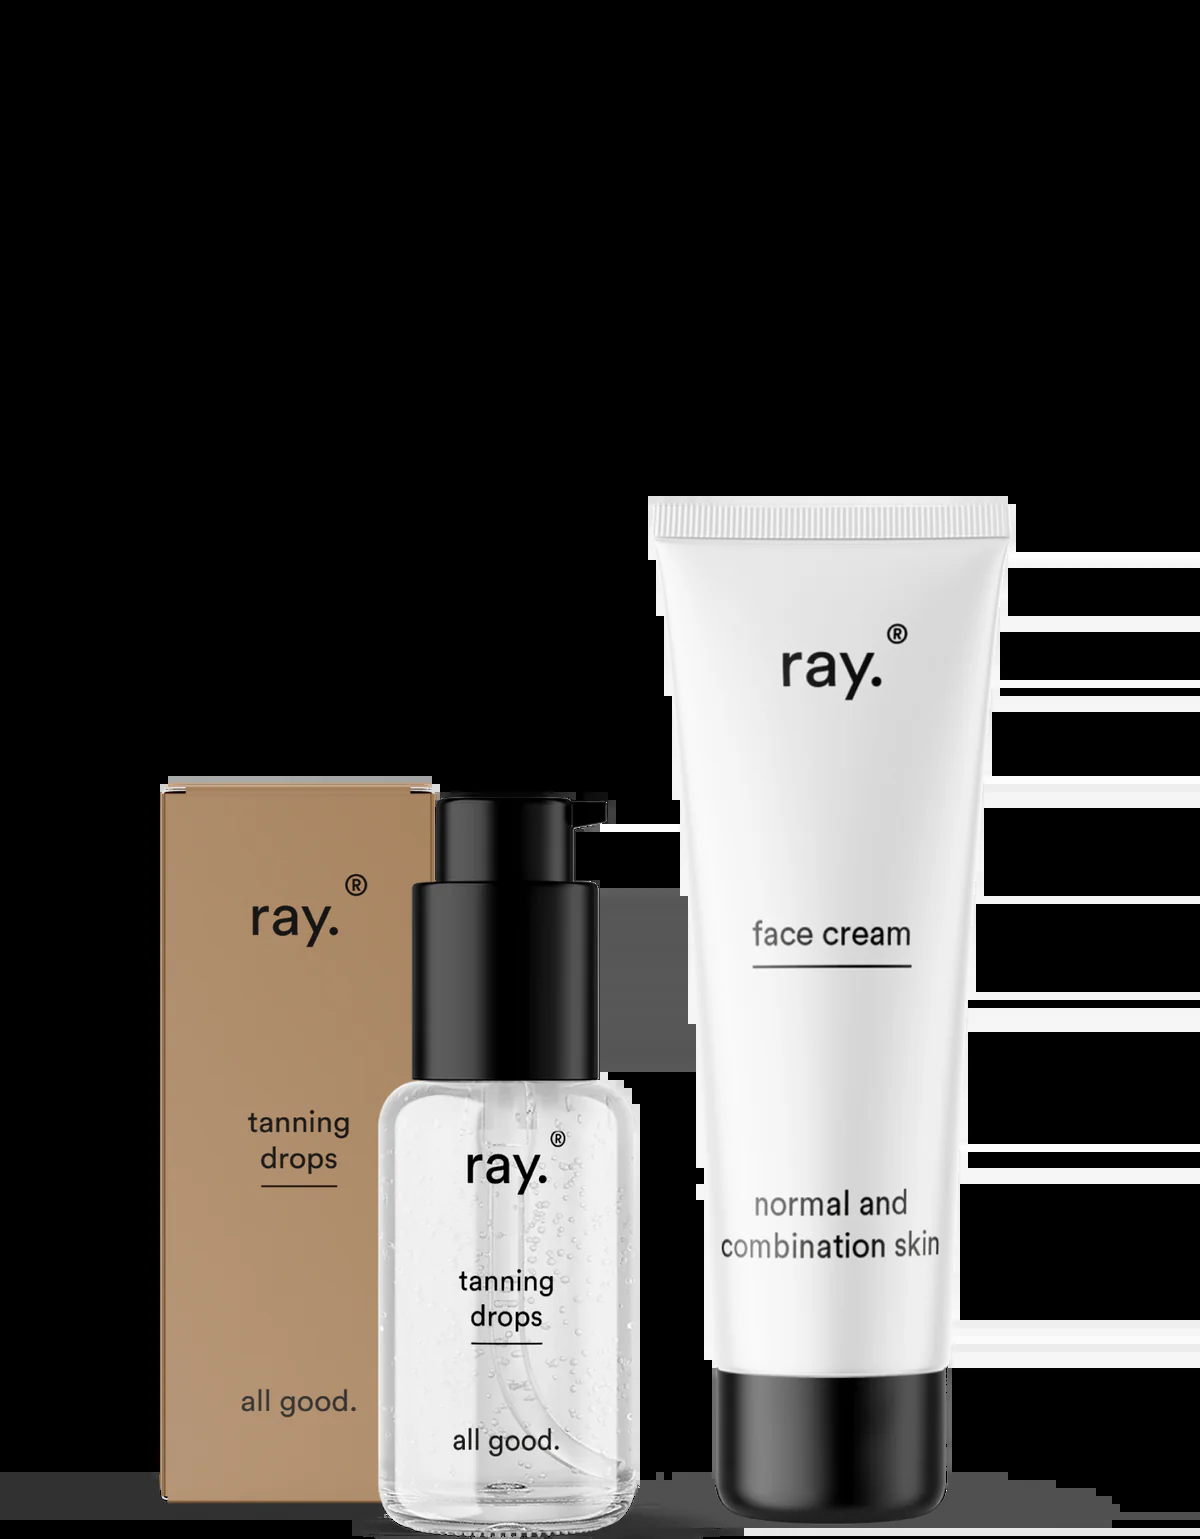 ray.®
tanning
drops
all good.
ray.®
tanning
drops
all good.
ray.®
face cream
normal and
combination skin